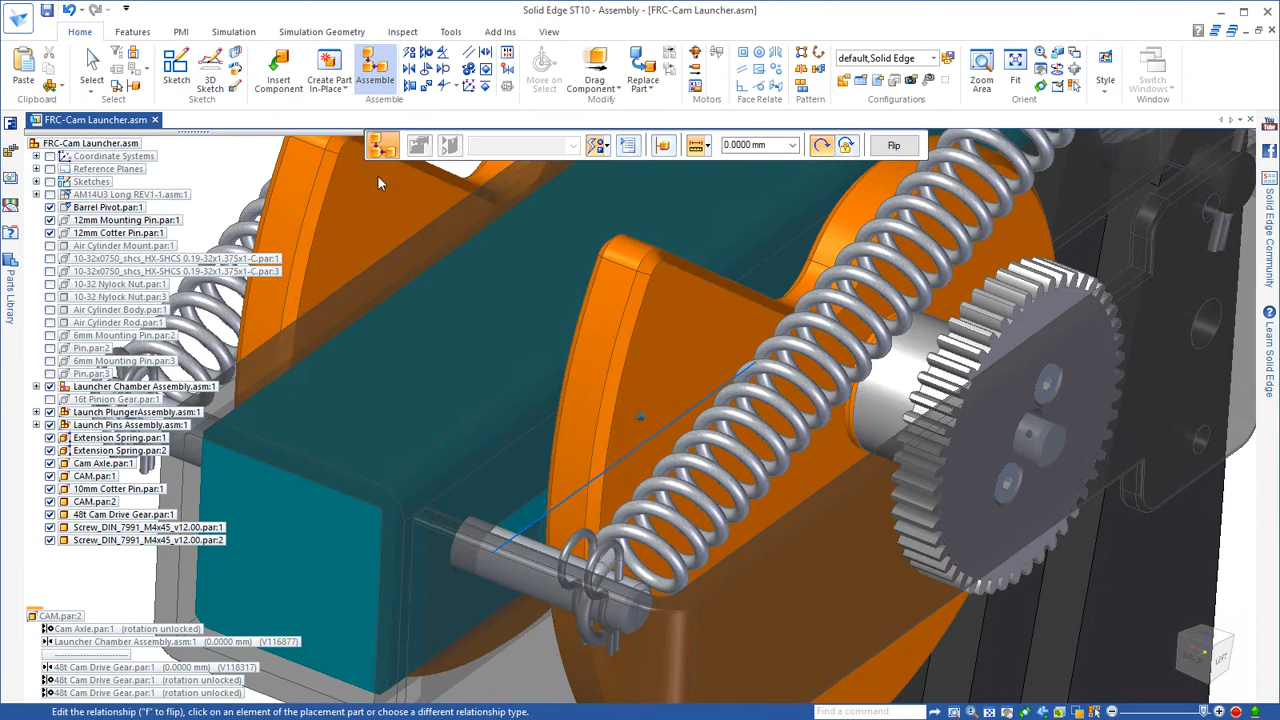 Solid Edge ST10 - Assembly - [FRC-Cam Launcher.asm]
Home Features PMI Simulation Simulation Geometry Inspect Tools Add Ins View
Paste
Clipboard
Select
Select
Sketch
3D Sketch
Sketch
Insert Component
Create Part In-Place
Assemble
Assemble
Move on Select
Drag Component
Replace Part
Modify
Motors
Face Relate
Pattern
default,Solid Edge
Configurations
Zoom Area
Fit
Orient
Style
Switch Windows
Window
FRC-Cam Launcher.asm
0.0000 mm
Flip
FRC-Cam Launcher.asm
Coordinate Systems
Reference Planes
Sketches
AM14U3 Long REV1-1.asm:1
Barrel Pivot.par:1
12mm Mounting Pin.par:1
12mm Cotter Pin.par:1
Air Cylinder Mount.par:1
10-32x0750_shcs_HX-SHCS 0.19-32x1.375x1-C.par:1
10-32x0750_shcs_HX-SHCS 0.19-32x1.375x1-C.par:3
10-32 Nylock Nut.par:1
10-32 Nylock Nut.par:3
Air Cylinder Body.par:1
Air Cylinder Rod.par:1
6mm Mounting Pin.par:2
Pin.par:2
6mm Mounting Pin.par:3
Pin.par:3
Launcher Chamber Assembly.asm:1
16t Pinion Gear.par:1
Launch PlungerAssembly.asm:1
Launch Pins Assembly.asm:1
Extension Spring.par:1
Extension Spring.par:2
Cam Axle.par:1
CAM.par:1
10mm Cotter Pin.par:1
CAM.par:2
48t Cam Drive Gear.par:1
Screw_DIN_7991_M4x45_v12.00.par:1
Screw_DIN_7991_M4x45_v12.00.par:2
CAM.par:2
Cam Axle.par:1 (rotation unlocked)
Launcher Chamber Assembly.asm:1 (0.0000 mm) (V116877)
48t Cam Drive Gear.par:1 (0.0000 mm) (V118317)
48t Cam Drive Gear.par:1 (rotation unlocked)
48t Cam Drive Gear.par:1 (rotation unlocked)
Parts Library
Solid Edge Community
Learn Solid Edge
LEFT
Edit the relationship ("f" to flip), click on an element of the placement part or choose a different relationship type.
Find a command